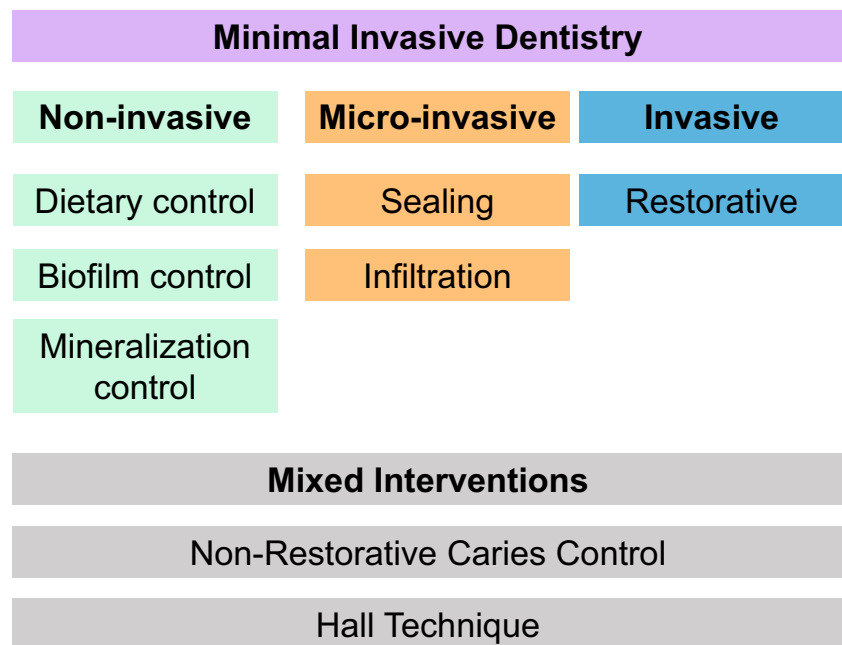 Minimal Invasive Dentistry
Non-invasive
Micro-invasive
Invasive
Dietary control
Sealing
Restorative
Biofilm control
Infiltration
Mineralization
control
Mixed Interventions
Non-Restorative Caries Control
Hall Technique